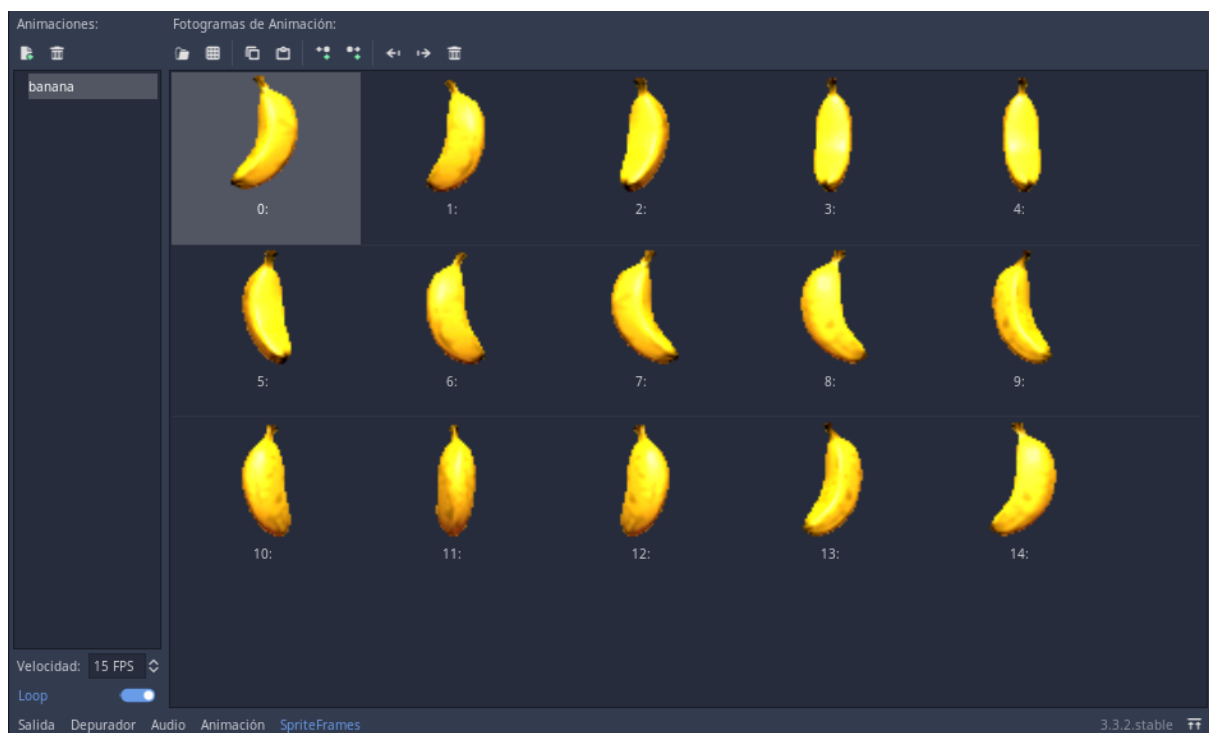 Animaciones:
Fotogramas de Animación:
banana
0:
1:
2:
3:
4:
5:
6:
7:
8:
9:
10:
11:
12:
13:
14:
Velocidad: 15 FPS
Loop
Salida Depurador Audio Animación SpriteFrames 3.3.2.stable